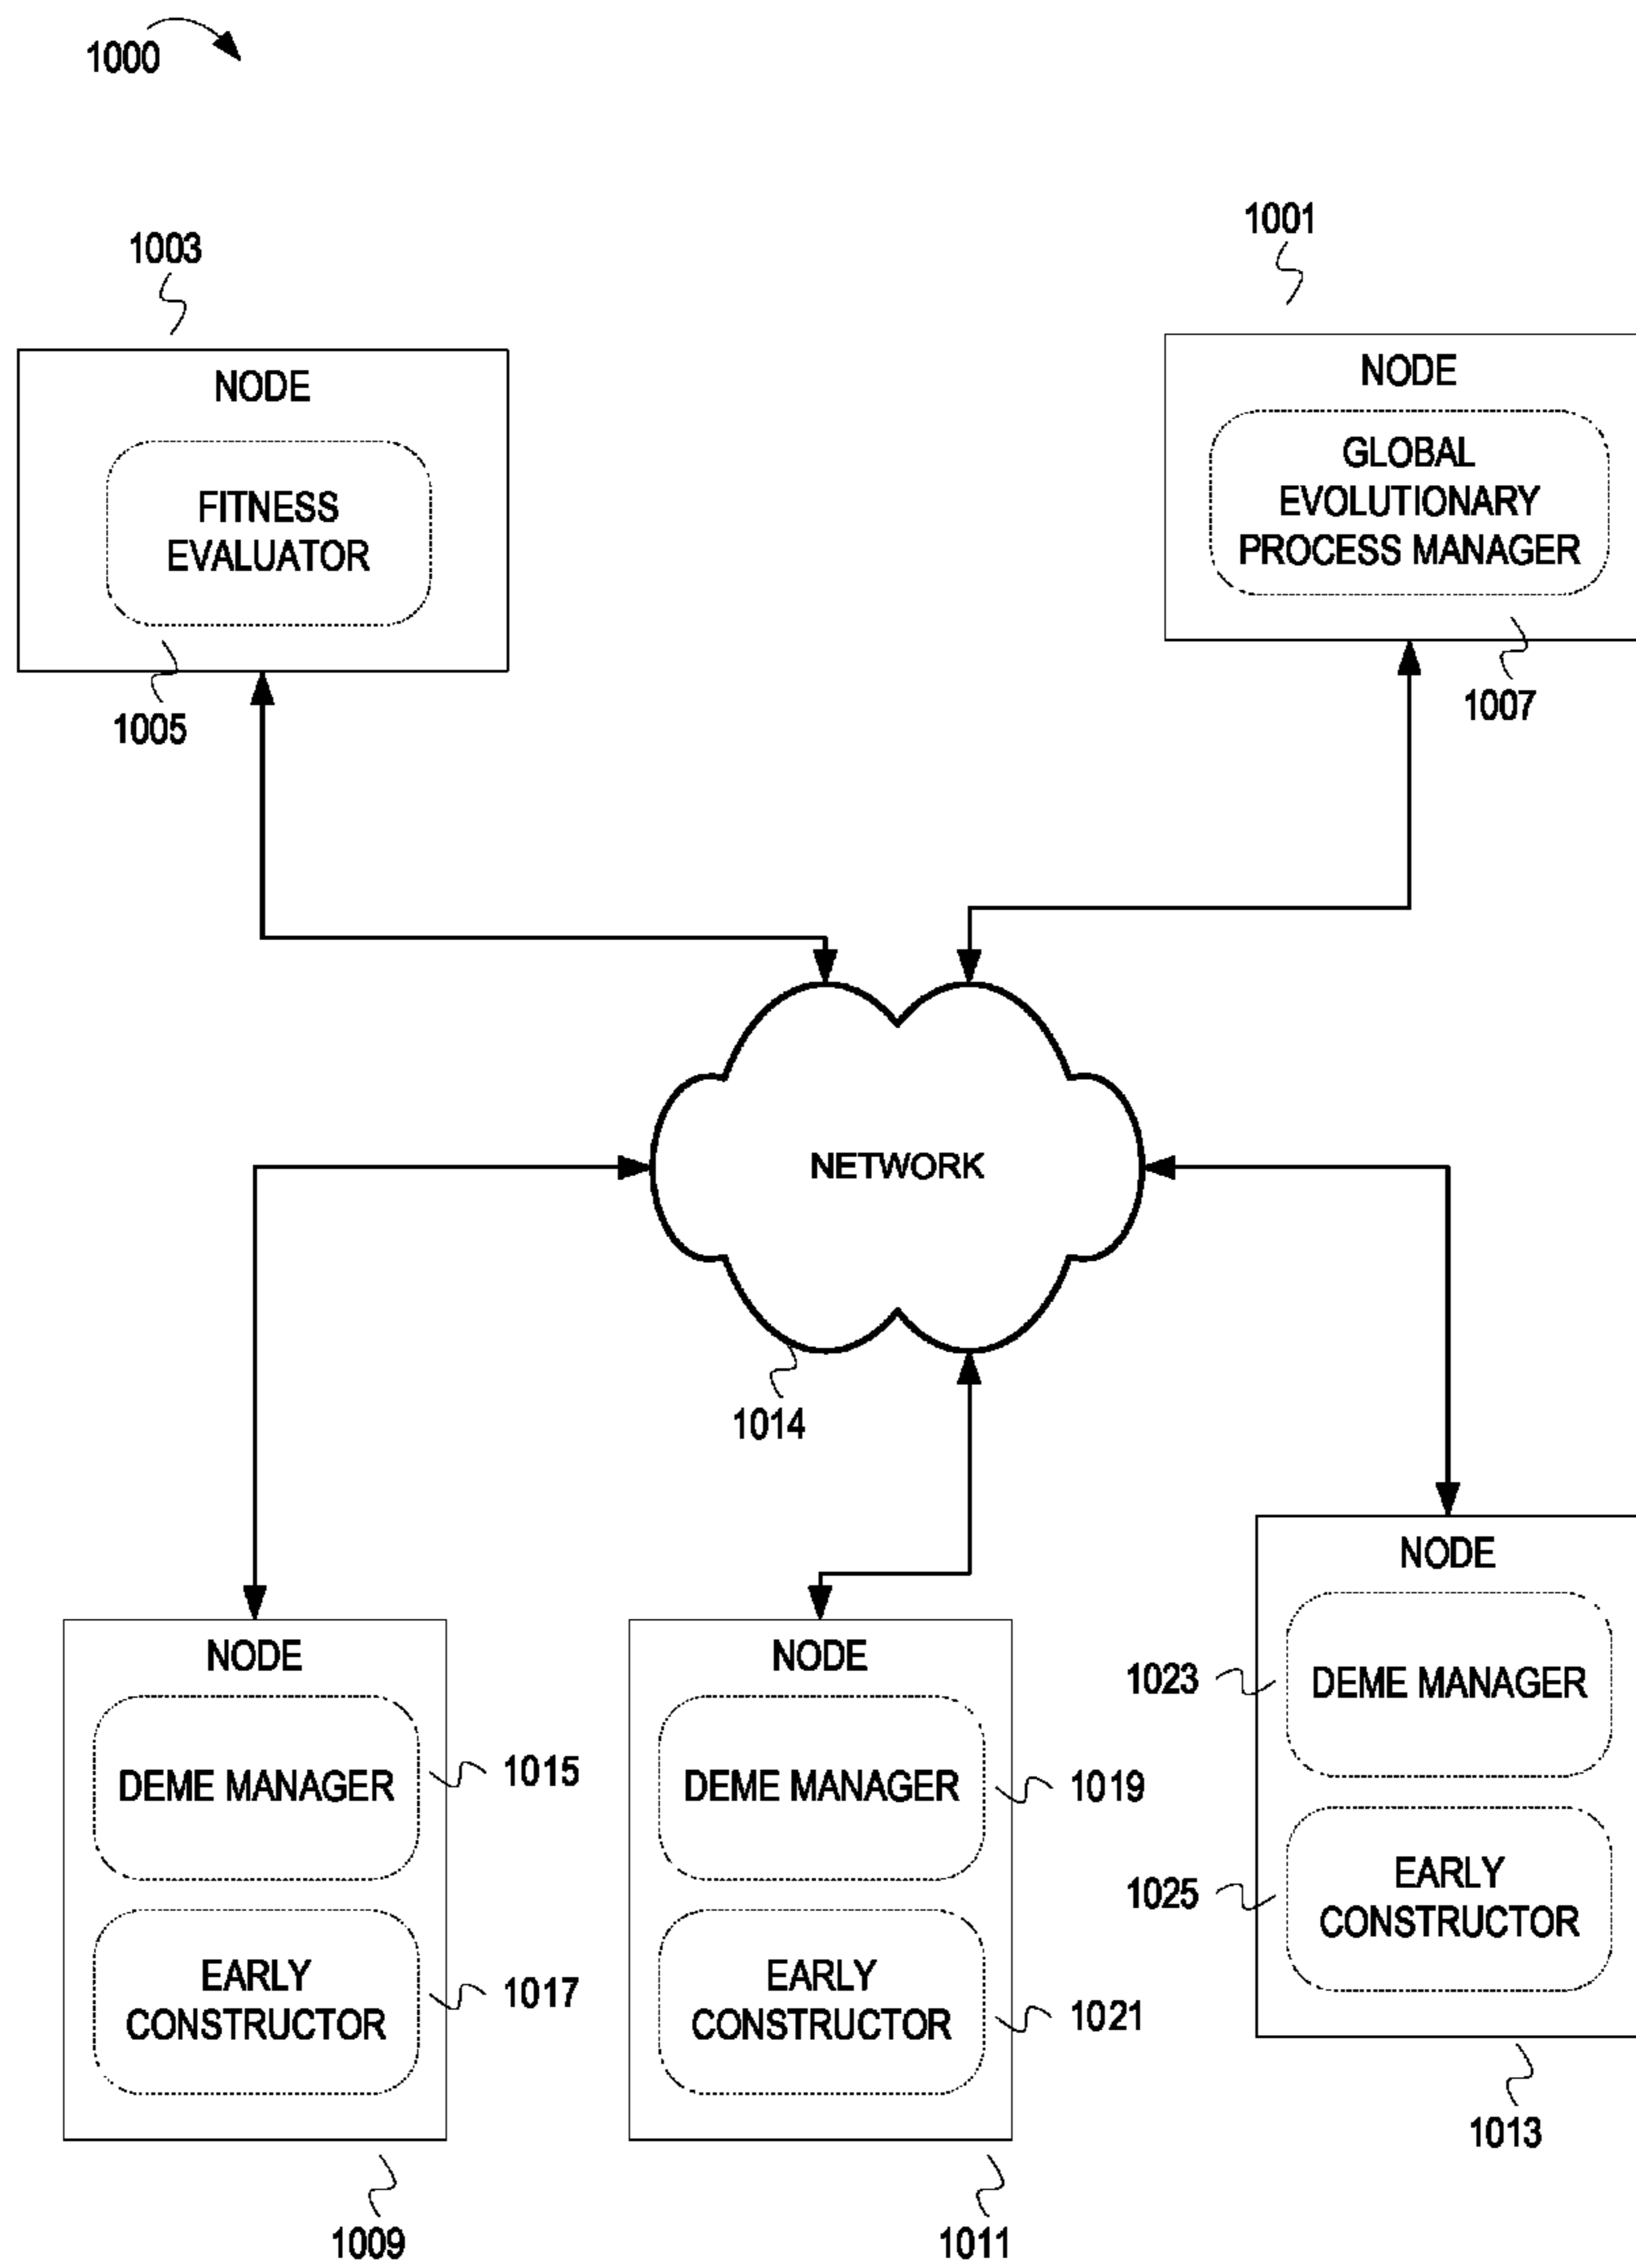 1000
1001
1003
NODE
FITNESS
EVALUATOR
1005
NODE
GLOBAL
EVOLUTIONARY
PROCESS MANAGER
1007
NETWORK
1014
NODE
DEME MANAGER
1015
EARLY
CONSTRUCTOR
1017
1009
NODE
DEME MANAGER
1019
EARLY
CONSTRUCTOR
1021
1011
NODE
1023
DEME MANAGER
1025
EARLY
CONSTRUCTOR
1013